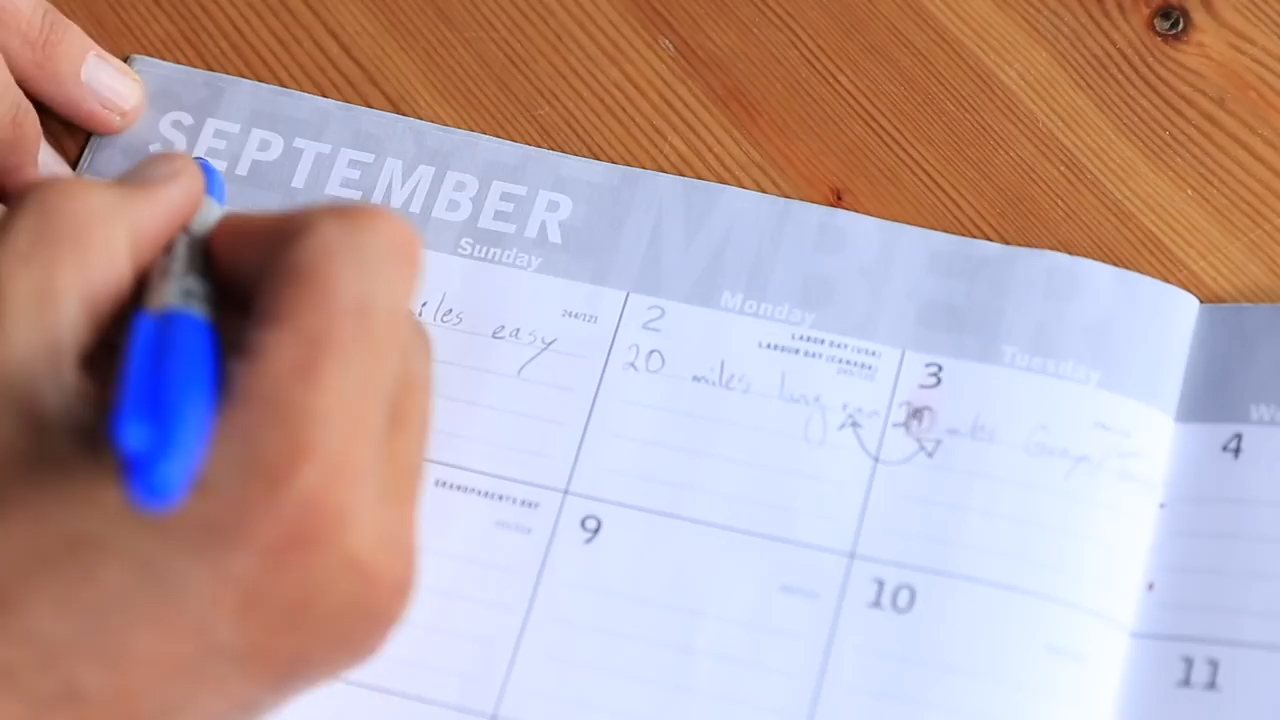 SEPTEMBER
Sunday
Monday
Tuesday
244/121
easy
2
LABOR DAY (USA)
LABOUR DAY (CANADA)
20 miles long run
3
4
GRANDPARENTS DAY
9
10
11